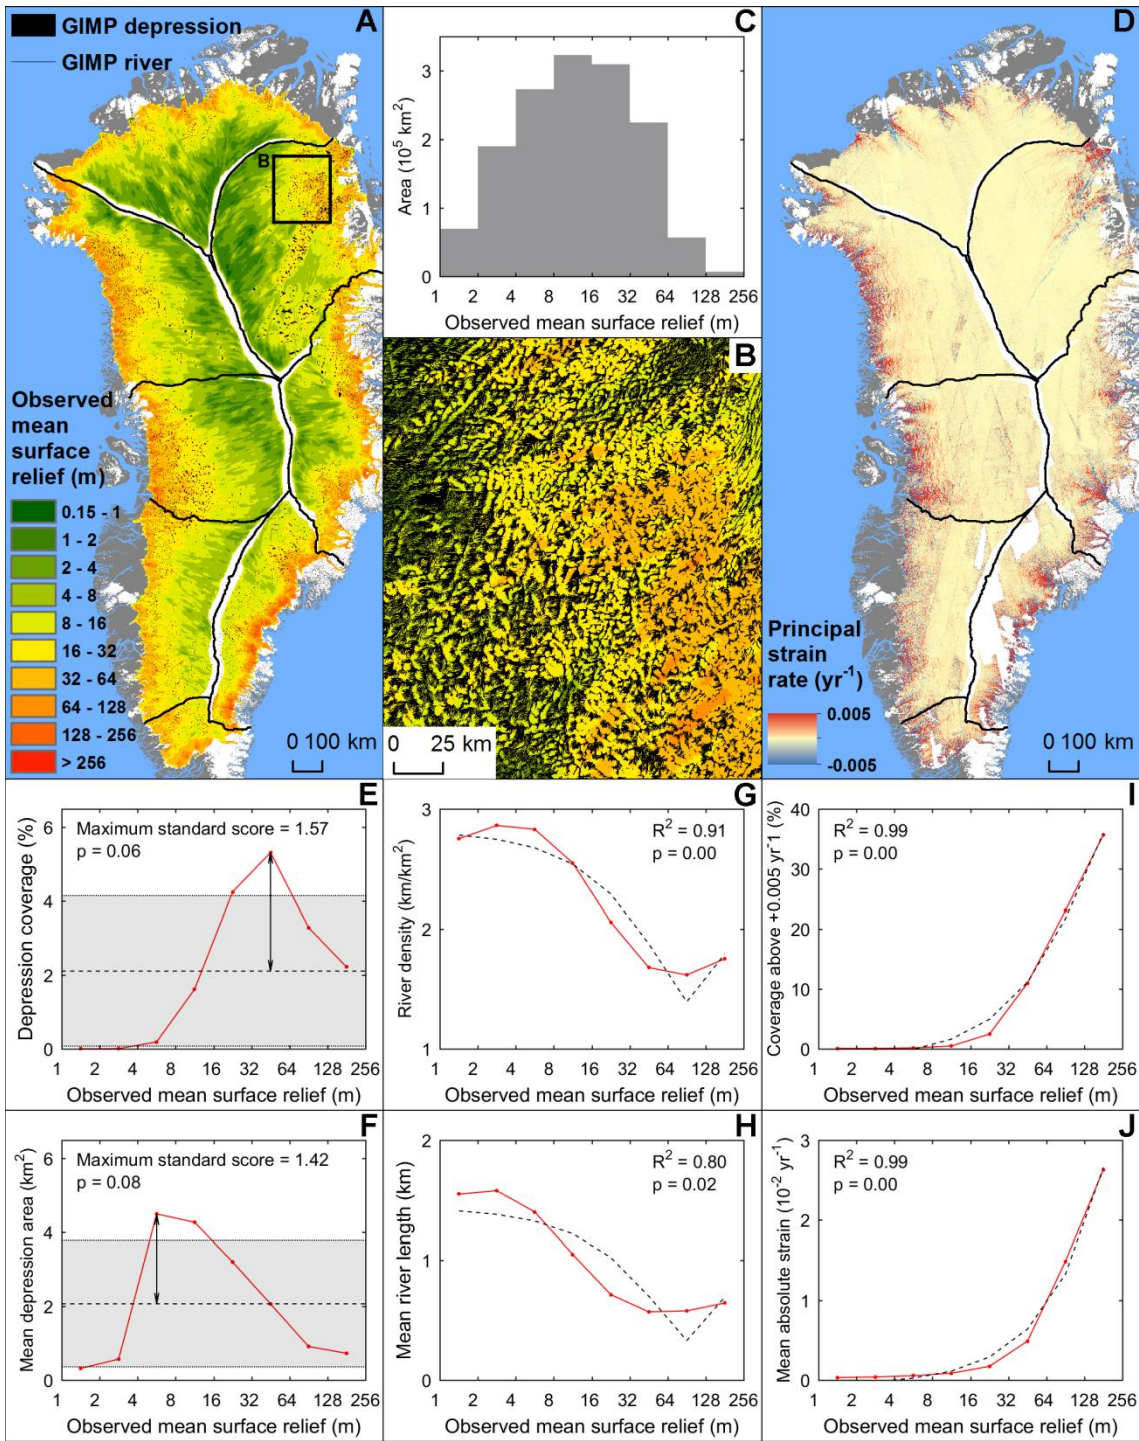 A
GIMP depression
GIMP river
B
Observed
mean
surface
relief (m)
0.15 - 1
1 - 2
2 - 4
4 - 8
8 - 16
16 - 32
32 - 64
64 - 128
128 - 256
> 256
0 100 km
C
Area (10^5 km^2)
3
2
1
0
1 2 4 8 16 32 64 128 256
Observed mean surface relief (m)
B
0 25 km
D
Principal
strain
rate (yr^-1)
0.005
-0.005
0 100 km
E
Depression coverage (%)
Maximum standard score = 1.57
p = 0.06
6
4
2
0
1 2 4 8 16 32 64 128 256
Observed mean surface relief (m)
G
River density (km/km^2)
R^2 = 0.91
p = 0.00
3
2
1
1 2 4 8 16 32 64 128 256
Observed mean surface relief (m)
I
Coverage above +0.005 yr-1 (%)
R^2 = 0.99
p = 0.00
40
30
20
10
0
1 2 4 8 16 32 64 128 256
Observed mean surface relief (m)
F
Mean depression area (km^2)
Maximum standard score = 1.42
p = 0.08
6
4
2
0
1 2 4 8 16 32 64 128 256
Observed mean surface relief (m)
H
Mean river length (km)
R^2 = 0.80
p = 0.02
2
1
0
1 2 4 8 16 32 64 128 256
Observed mean surface relief (m)
J
Mean absolute strain (10^-2 yr^-1)
R^2 = 0.99
p = 0.00
3
2
1
0
1 2 4 8 16 32 64 128 256
Observed mean surface relief (m)